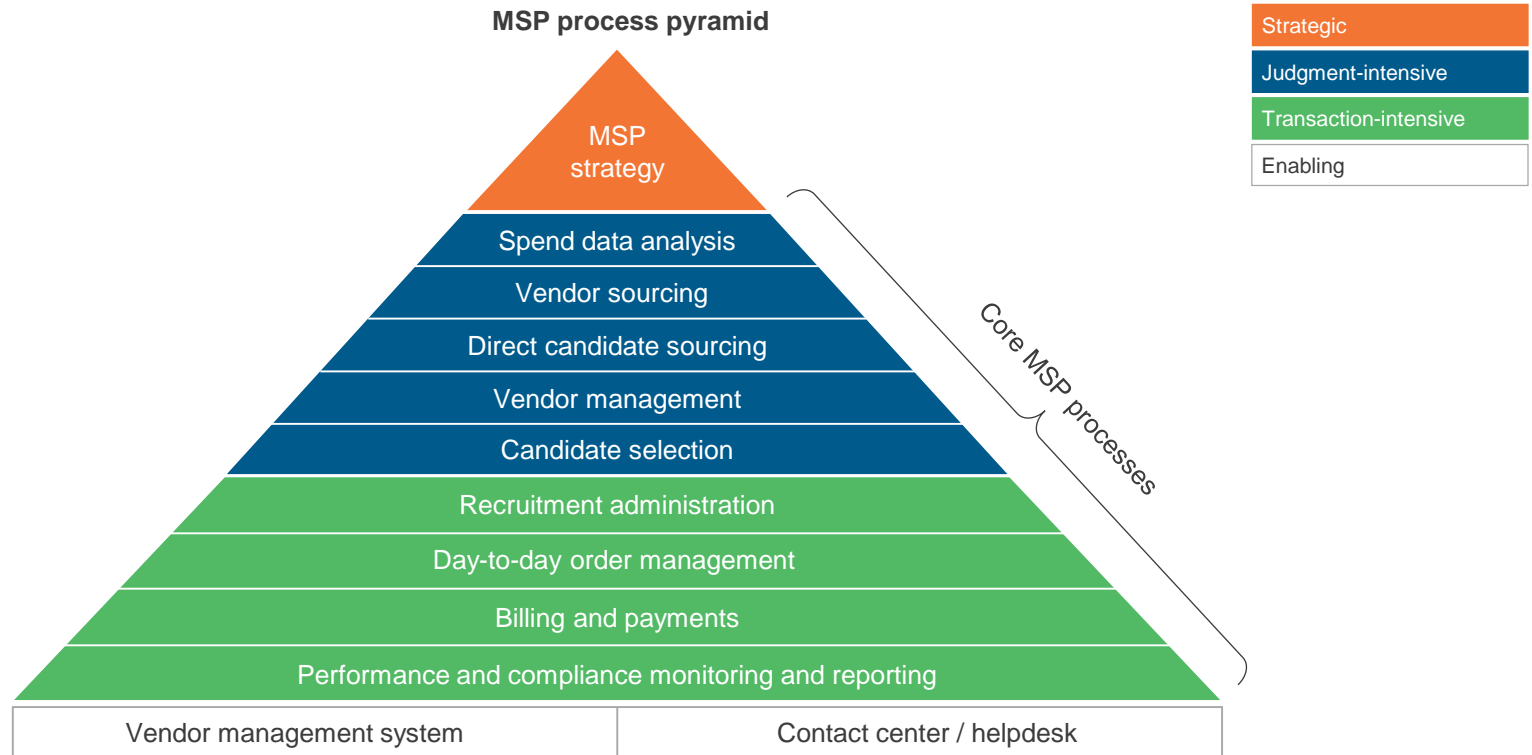 MSP process pyramid
Strategic
Judgment-intensive
Transaction-intensive
Enabling
MSP
strategy
Spend data analysis
Vendor sourcing
Direct candidate sourcing
Vendor management
Candidate selection
Core MSP processes
Recruitment administration
Day-to-day order management
Billing and payments
Performance and compliance monitoring and reporting
Vendor management system
Contact center / helpdesk